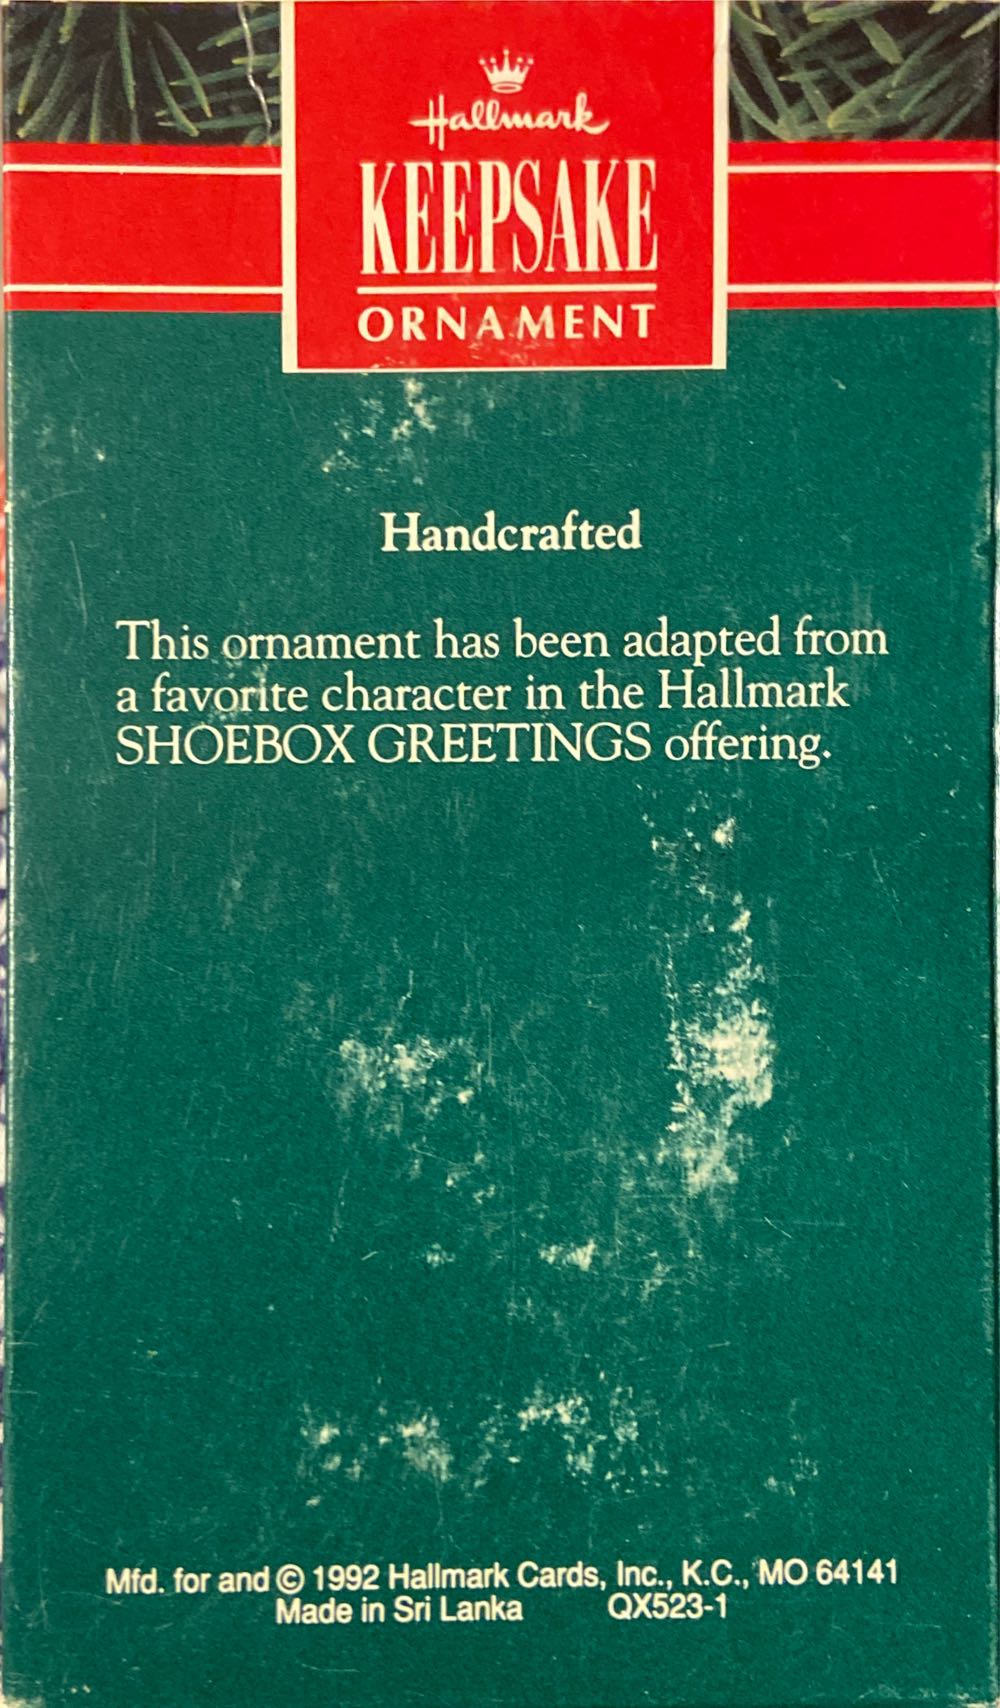 Hallmark
KEEPSAKE
ORNAMENT
Handcrafted
This ornament has been adapted from
a favorite character in the Hallmark
SHOEBOX GREETINGS offering.
Mfd. for and © 1992 Hallmark Cards, Inc., K.C., MO 64141
Made in Sri Lanka QX523-1